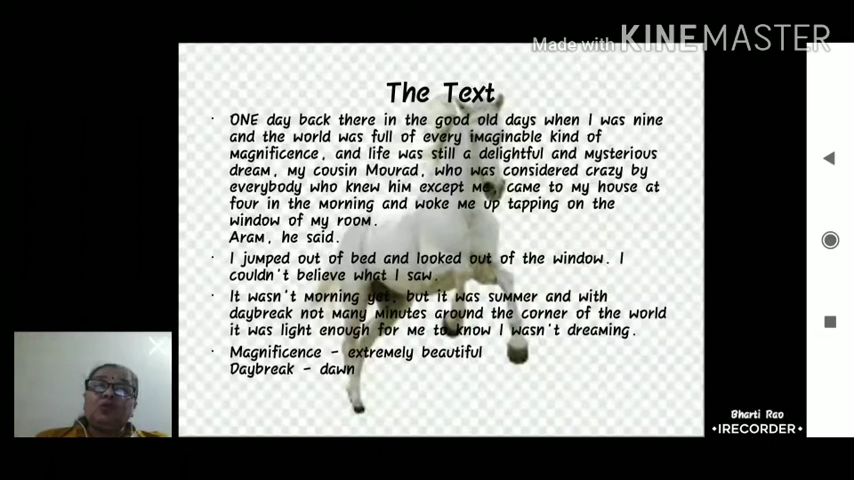 Made with KINEMASTER
The Text
· ONE day back there in the good old days when I was nine
and the world was full of every imaginable kind of
magnificence, and life was still a delightful and mysterious
dream, my cousin Mourad, who was considered crazy by
everybody who knew him except me, came to my house at
four in the morning and woke me up tapping on the
window of my room.
Aram, he said.
· I jumped out of bed and looked out of the window. I
couldn't believe what I saw.
· It wasn't morning yet, but it was summer and with
daybreak not many minutes around the corner of the world
it was light enough for me to know I wasn't dreaming.
· Magnificence - extremely beautiful
Daybreak - dawn
Bharti Rao
•IRECORDER•